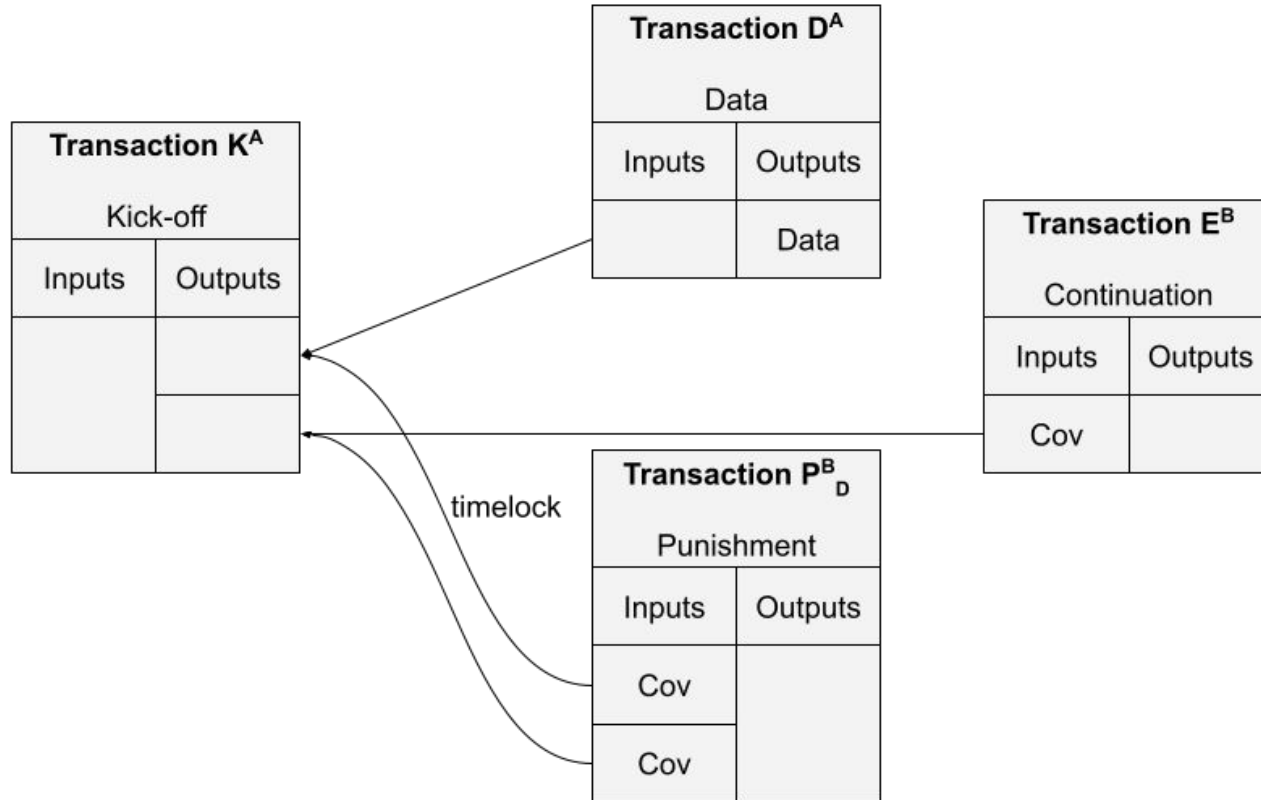 Transaction K^A
Kick-off
Inputs Outputs
Transaction D^A
Data
Inputs Outputs
Data
Transaction E^B
Continuation
Inputs Outputs
Cov
timelock
Transaction P^B_D
Punishment
Inputs Outputs
Cov
Cov